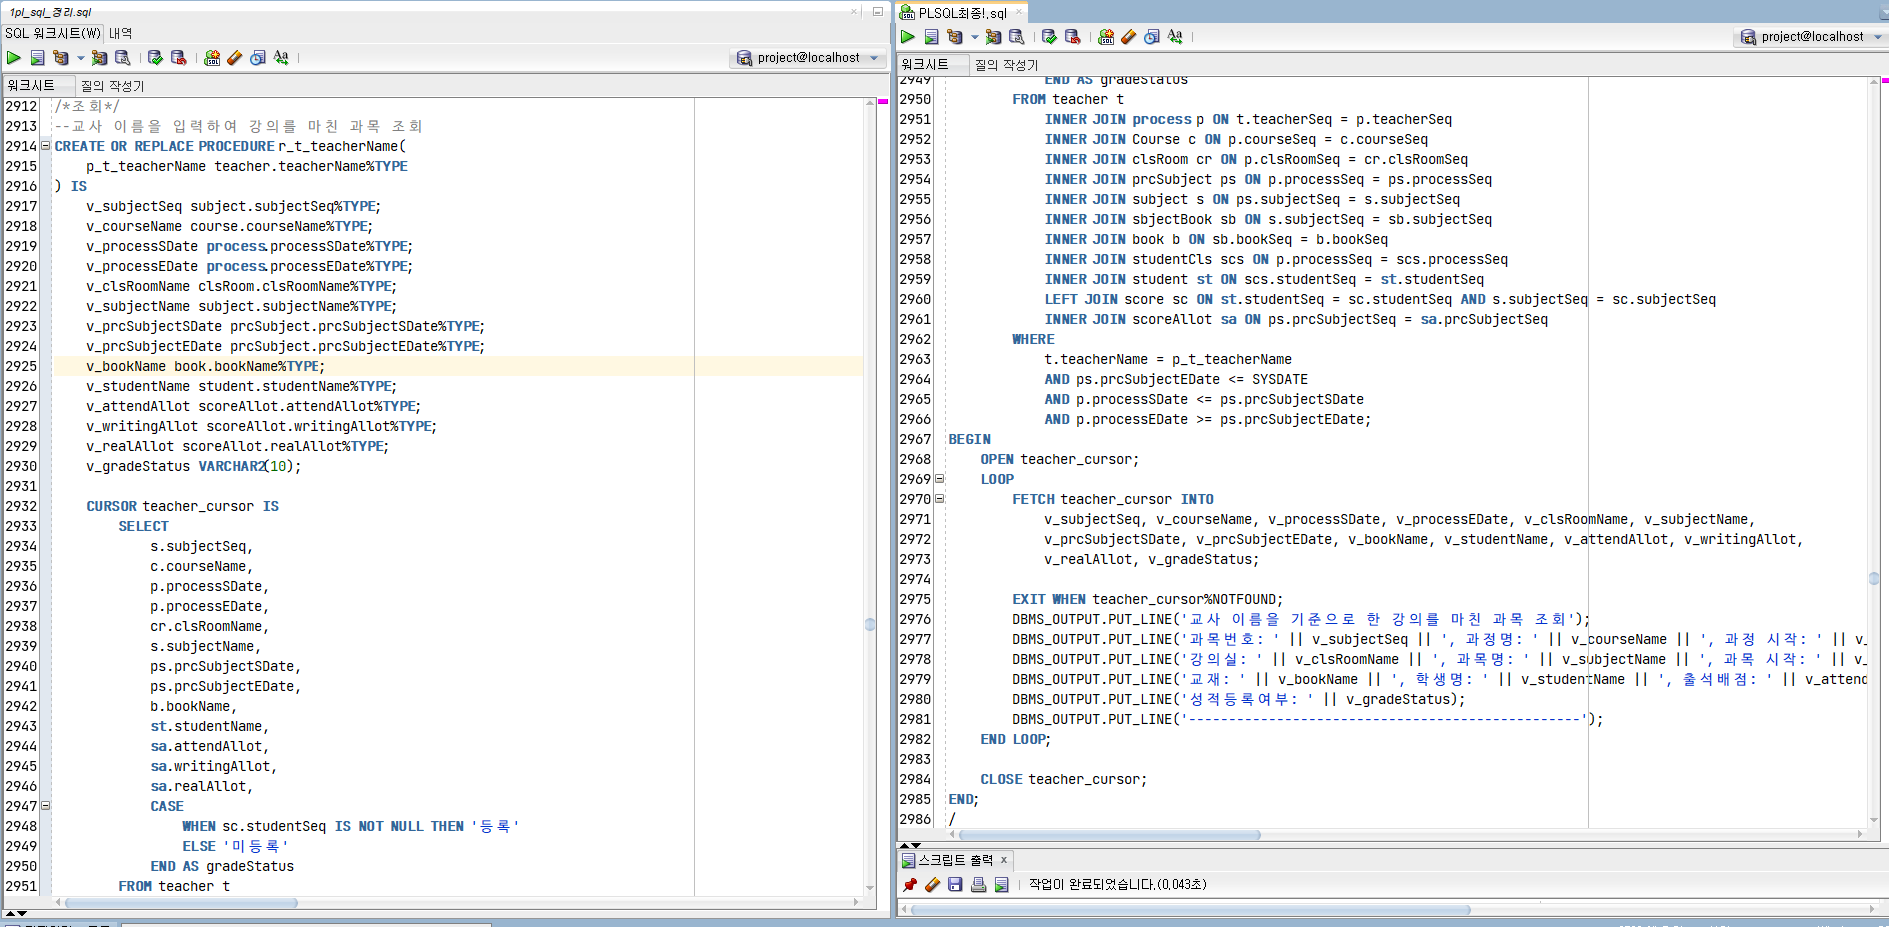 1pl_sql_경리.sql
SQL 워크시트(W) 내역
project@localhost
워크시트 질의 작성기
2912 /*조회*/
2913 --교사 이름을 입력하여 강의를 마친 과목 조회
2914 CREATE OR REPLACE PROCEDURE r_t_teacherName(
2915 p_t_teacherName teacher.teacherName%TYPE
2916 ) IS
2917 v_subjectSeq subject.subjectSeq%TYPE;
2918 v_courseName course.courseName%TYPE;
2919 v_processSDate process.processSDate%TYPE;
2920 v_processEDate process.processEDate%TYPE;
2921 v_clsRoomName clsRoom.clsRoomName%TYPE;
2922 v_subjectName subject.subjectName%TYPE;
2923 v_prcSubjectSDate prcSubject.prcSubjectSDate%TYPE;
2924 v_prcSubjectEDate prcSubject.prcSubjectEDate%TYPE;
2925 v_bookName book.bookName%TYPE;
2926 v_studentName student.studentName%TYPE;
2927 v_attendAllot scoreAllot.attendAllot%TYPE;
2928 v_writingAllot scoreAllot.writingAllot%TYPE;
2929 v_realAllot scoreAllot.realAllot%TYPE;
2930 v_gradeStatus VARCHAR2(10);
2931
2932 CURSOR teacher_cursor IS
2933 SELECT
2934 s.subjectSeq,
2935 c.courseName,
2936 p.processSDate,
2937 p.processEDate,
2938 cr.clsRoomName,
2939 s.subjectName,
2940 ps.prcSubjectSDate,
2941 ps.prcSubjectEDate,
2942 b.bookName,
2943 st.studentName,
2944 sa.attendAllot,
2945 sa.writingAllot,
2946 sa.realAllot,
2947 CASE
2948 WHEN sc.studentSeq IS NOT NULL THEN '등록'
2949 ELSE '미등록'
2950 END AS gradeStatus
2951 FROM teacher t
PLSQL최종!.sql
project@localhost
워크시트 질의 작성기
2949 END AS gradeStatus
2950 FROM teacher t
2951 INNER JOIN process p ON t.teacherSeq = p.teacherSeq
2952 INNER JOIN Course c ON p.courseSeq = c.courseSeq
2953 INNER JOIN clsRoom cr ON p.clsRoomSeq = cr.clsRoomSeq
2954 INNER JOIN prcSubject ps ON p.processSeq = ps.processSeq
2955 INNER JOIN subject s ON ps.subjectSeq = s.subjectSeq
2956 INNER JOIN sbjectBook sb ON s.subjectSeq = sb.subjectSeq
2957 INNER JOIN book b ON sb.bookSeq = b.bookSeq
2958 INNER JOIN studentCls scs ON p.processSeq = scs.processSeq
2959 INNER JOIN student st ON scs.studentSeq = st.studentSeq
2960 LEFT JOIN score sc ON st.studentSeq = sc.studentSeq AND s.subjectSeq = sc.subjectSeq
2961 INNER JOIN scoreAllot sa ON ps.prcSubjectSeq = sa.prcSubjectSeq
2962 WHERE
2963 t.teacherName = p_t_teacherName
2964 AND ps.prcSubjectEDate <= SYSDATE
2965 AND p.processSDate <= ps.prcSubjectSDate
2966 AND p.processEDate >= ps.prcSubjectEDate;
2967 BEGIN
2968 OPEN teacher_cursor;
2969 LOOP
2970 FETCH teacher_cursor INTO
2971 v_subjectSeq, v_courseName, v_processSDate, v_processEDate, v_clsRoomName, v_subjectName,
2972 v_prcSubjectSDate, v_prcSubjectEDate, v_bookName, v_studentName, v_attendAllot, v_writingAllot,
2973 v_realAllot, v_gradeStatus;
2974
2975 EXIT WHEN teacher_cursor%NOTFOUND;
2976 DBMS_OUTPUT.PUT_LINE('교사 이름을 기준으로 한 강의를 마친 과목 조회');
2977 DBMS_OUTPUT.PUT_LINE('과목번호: ' || v_subjectSeq || ', 과정명: ' || v_courseName || ', 과정 시작: ' || v_
2978 DBMS_OUTPUT.PUT_LINE('강의실: ' || v_clsRoomName || ', 과목명: ' || v_subjectName || ', 과목 시작: ' || v_
2979 DBMS_OUTPUT.PUT_LINE('교재: ' || v_bookName || ', 학생명: ' || v_studentName || ', 출석배점: ' || v_attend
2980 DBMS_OUTPUT.PUT_LINE('성적등록여부: ' || v_gradeStatus);
2981 DBMS_OUTPUT.PUT_LINE('-------------------------------------------------');
2982 END LOOP;
2983
2984 CLOSE teacher_cursor;
2985 END;
2986 /
스크립트 출력
작업이 완료되었습니다.(0,043초)